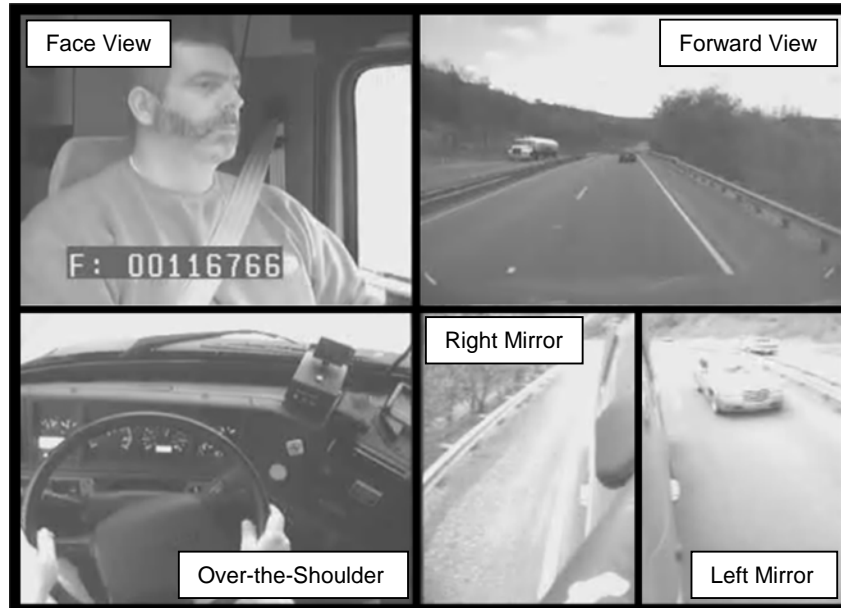 Face View
Forward View
F: 00116766
Right Mirror
Over-the-Shoulder
Left Mirror